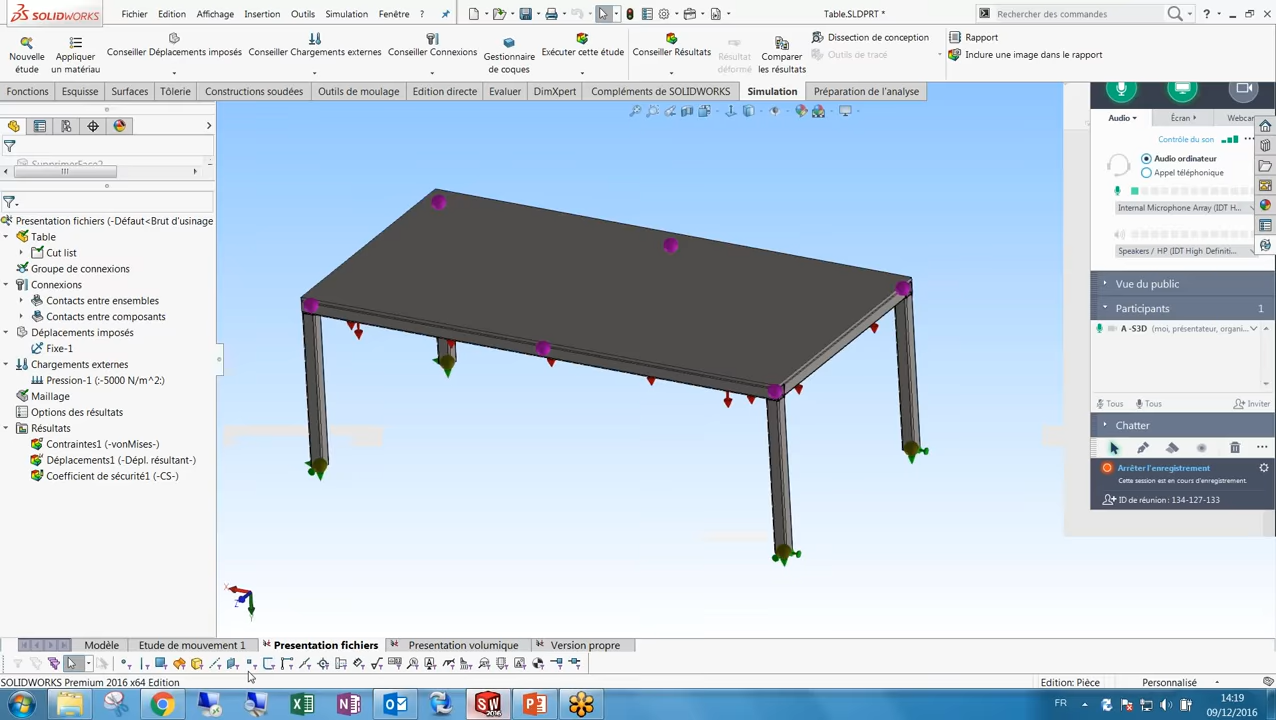 SOLIDWORKS Fichier Edition Affichage Insertion Outils Simulation Fenêtre ? Table.SLDPRT * Rechercher des commandes
Nouvelle étude
Appliquer un matériau
Conseiller Déplacements imposés
Conseiller Chargements externes
Conseiller Connexions
Gestionnaire de coques
Exécuter cette étude
Conseiller Résultats
Résultat déformé
Comparer les résultats
Dissection de conception
Outils de tracé
Rapport
Inclure une image dans le rapport
Fonctions Esquisse Surfaces Tôlerie Constructions soudées Outils de moulage Edition directe Evaluer DimXpert Compléments de SOLIDWORKS Simulation Préparation de l'analyse
SupprimerFace2
Presentation fichiers (-Défaut<Brut d'usinage
Table
Cut list
Groupe de connexions
Connexions
Contacts entre ensembles
Contacts entre composants
Déplacements imposés
Fixe-1
Chargements externes
Pression-1 (:-5000 N/m^2:)
Maillage
Options des résultats
Résultats
Contraintes1 (-vonMises-)
Déplacements1 (-Dépl. résultant-)
Coefficient de sécurité1 (-CS-)
X
Z
Audio Écran Webcam
Contrôle du son
Audio ordinateur
Appel téléphonique
Internal Microphone Array (IDT H...
Speakers / HP (IDT High Definiti...
Vue du public
Participants 1
A -S3D (moi, présentateur, organi...
Tous Tous Inviter
Chatter
Arrêter l'enregistrement
Cette session est en cours d'enregistrement.
ID de réunion : 134-127-133
Modèle Etude de mouvement 1 Presentation fichiers Presentation volumique Version propre
SOLIDWORKS Premium 2016 x64 Edition Edition: Pièce Personnalisé
FR 14:19
09/12/2016